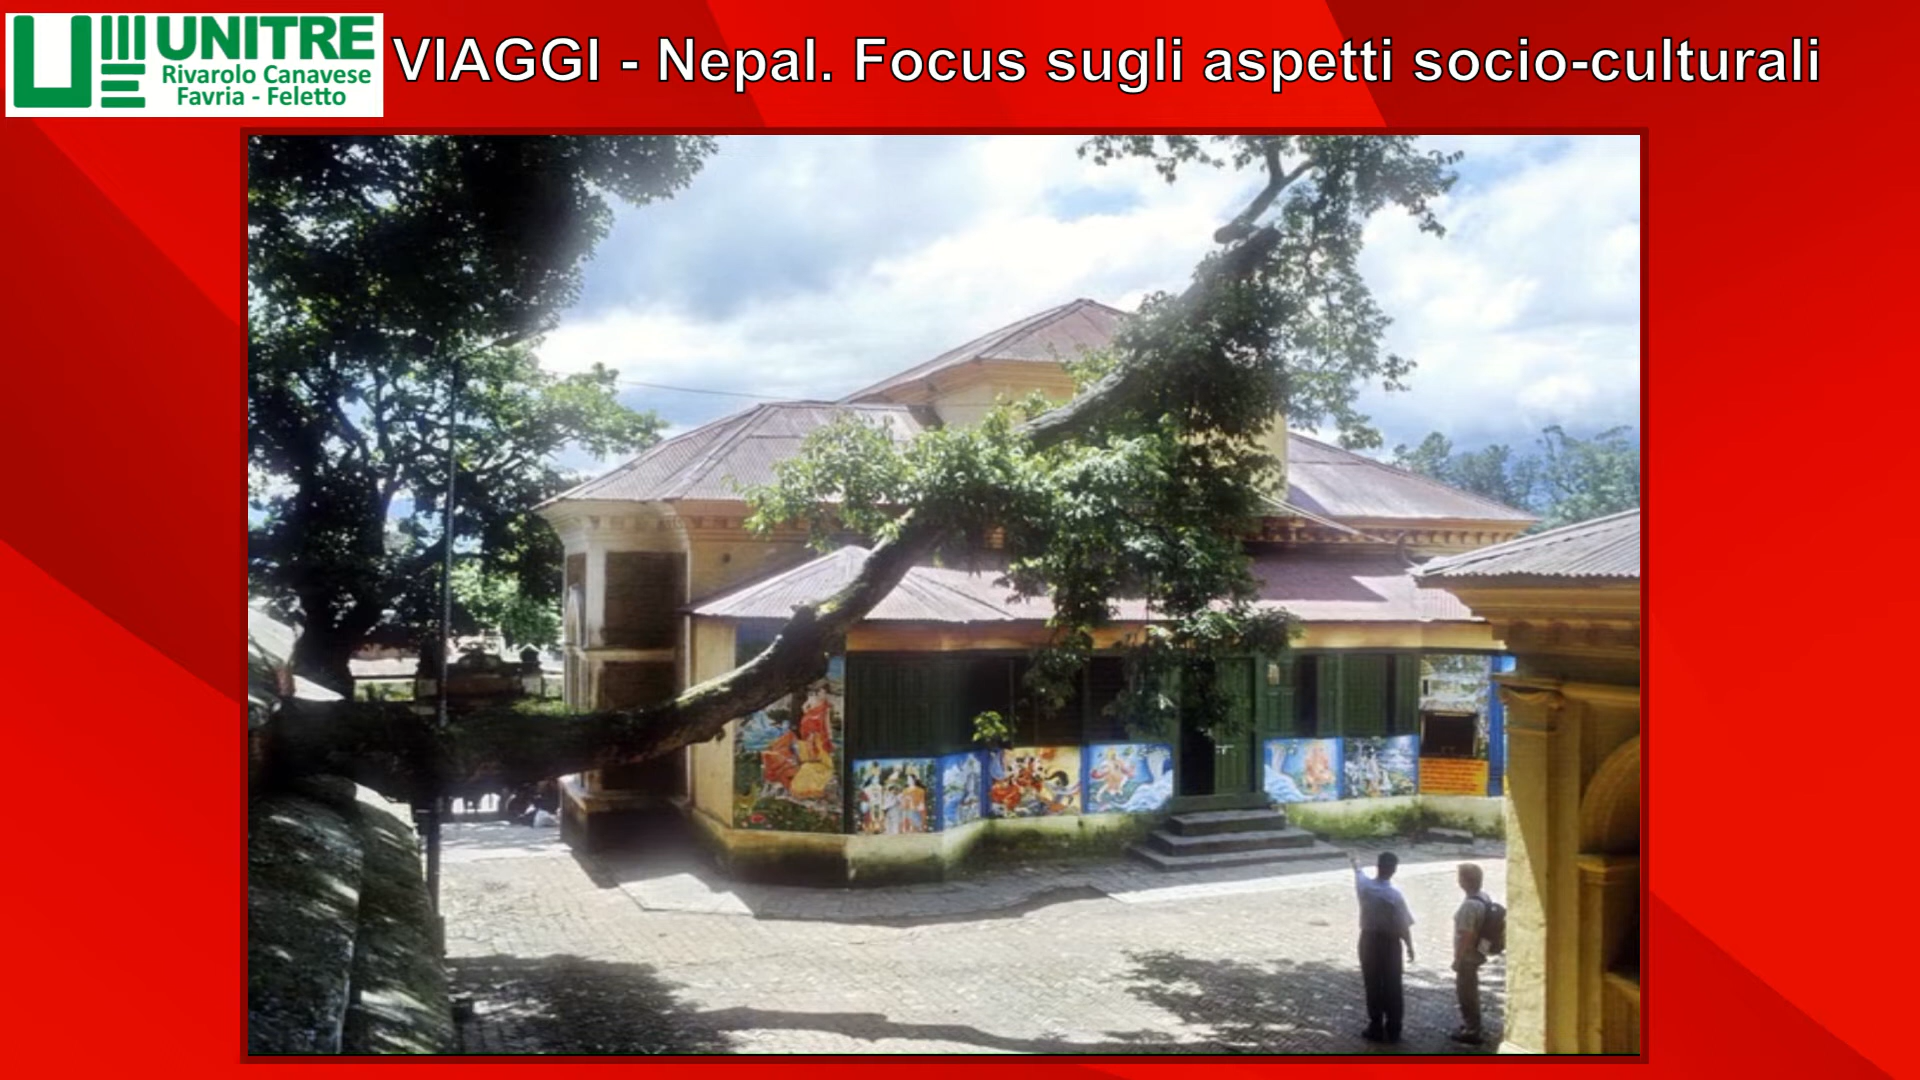 UNITRE
Rivarolo Canavese
Favria - Feletto
VIAGGI - Nepal. Focus sugli aspetti socio-culturali